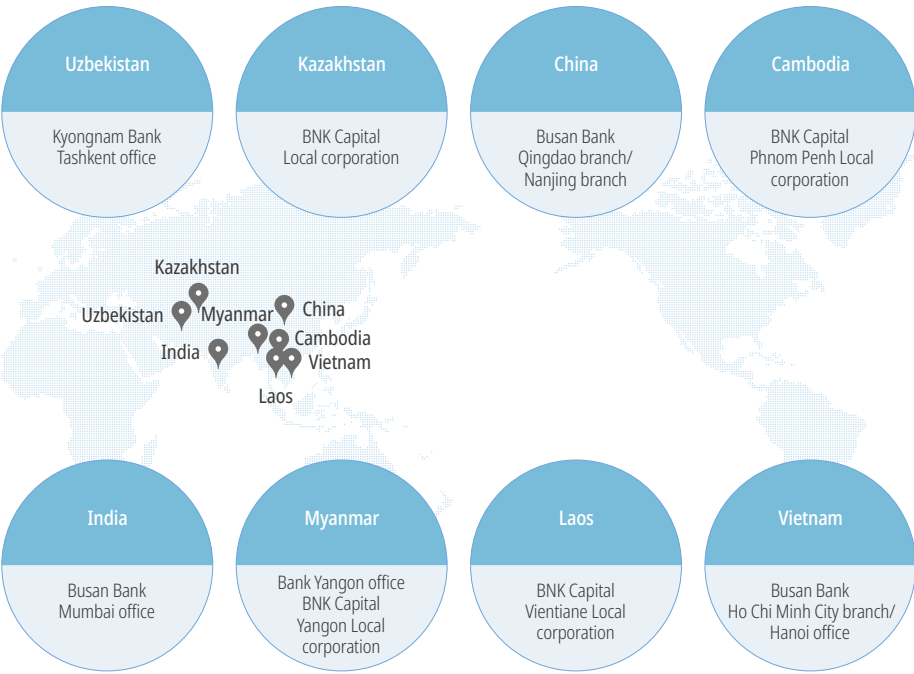 Uzbekistan
Kyongnam Bank
Tashkent office
Kazakhstan
BNK Capital
Local corporation
China
Busan Bank
Qingdao branch/
Nanjing branch
Cambodia
BNK Capital
Phnom Penh Local
corporation
Kazakhstan
Uzbekistan
Myanmar
China
Cambodia
India
Vietnam
Laos
India
Busan Bank
Mumbai office
Myanmar
Bank Yangon office
BNK Capital
Yangon Local
corporation
Laos
BNK Capital
Vientiane Local
corporation
Vietnam
Busan Bank
Ho Chi Minh City branch/
Hanoi office